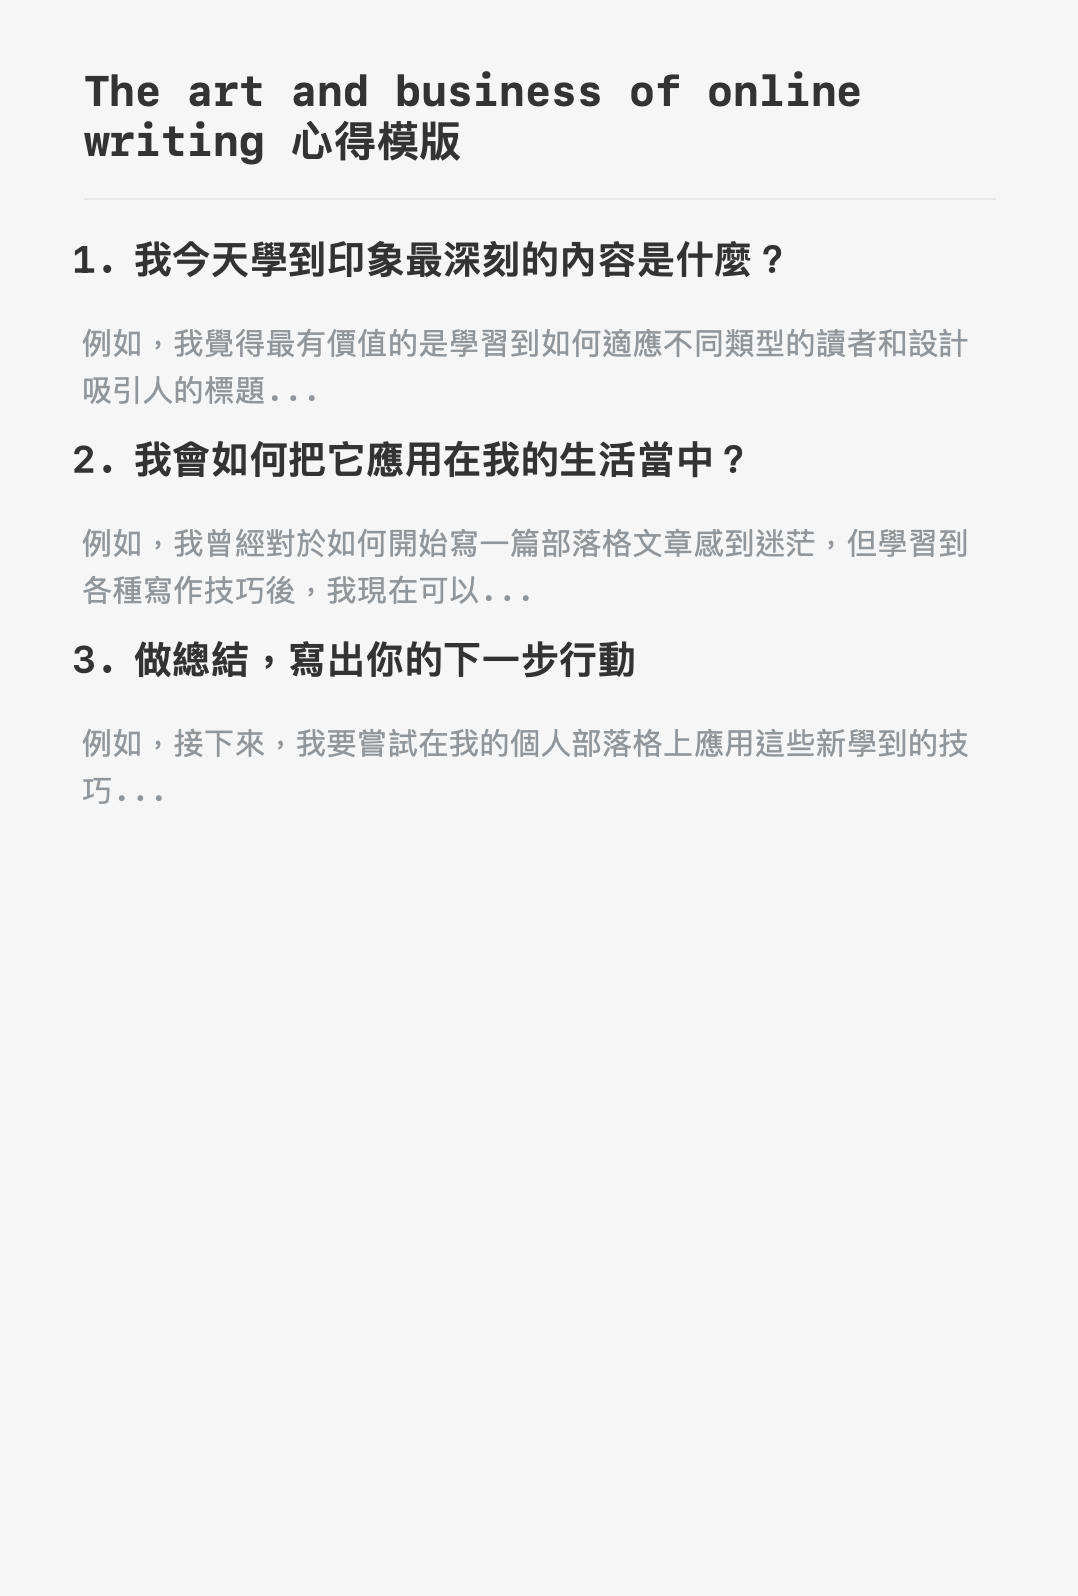 The art and business of online
writing 心得模版
1. 我今天學到印象最深刻的內容是什麼？
例如，我覺得最有價值的是學習到如何適應不同類型的讀者和設計
吸引人的標題...
2. 我會如何把它應用在我的生活當中？
例如，我曾經對於如何開始寫一篇部落格文章感到迷茫，但學習到
各種寫作技巧後，我現在可以...
3. 做總結，寫出你的下一步行動
例如，接下來，我要嘗試在我的個人部落格上應用這些新學到的技
巧...